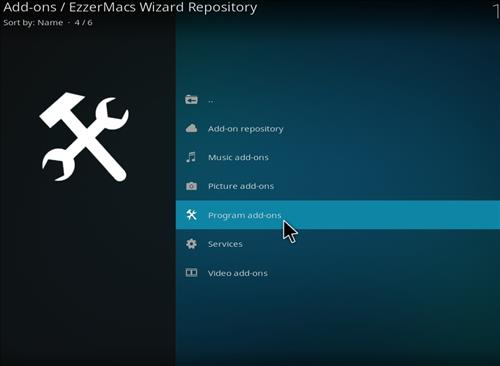 Add-ons / EzzerMacs Wizard Repository
Sort by: Name · 4 / 6
..
Add-on repository
Music add-ons
Picture add-ons
Program add-ons
Services
Video add-ons